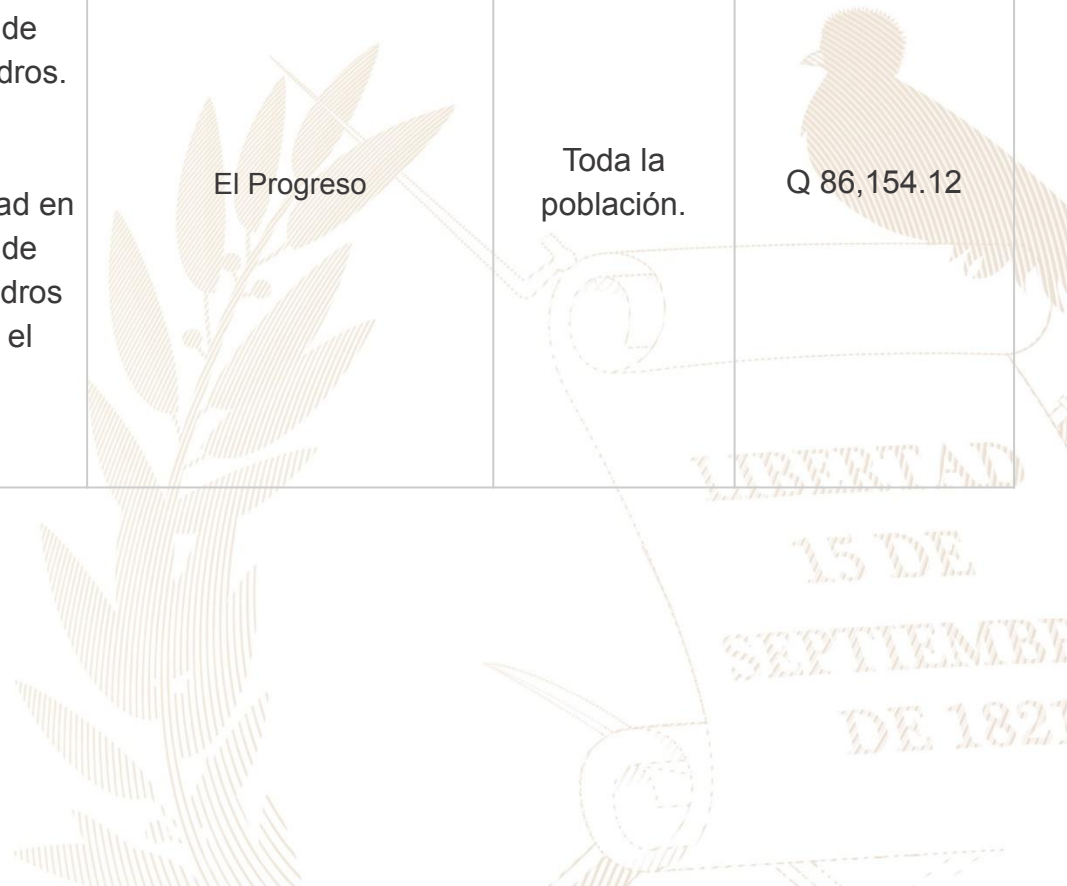 de
dros.
ad en
de
dros
el
El Progreso
Toda la
población.
Q 86,154.12
LIBERTAD
15 DE
SEPTIEMB
DE 1821